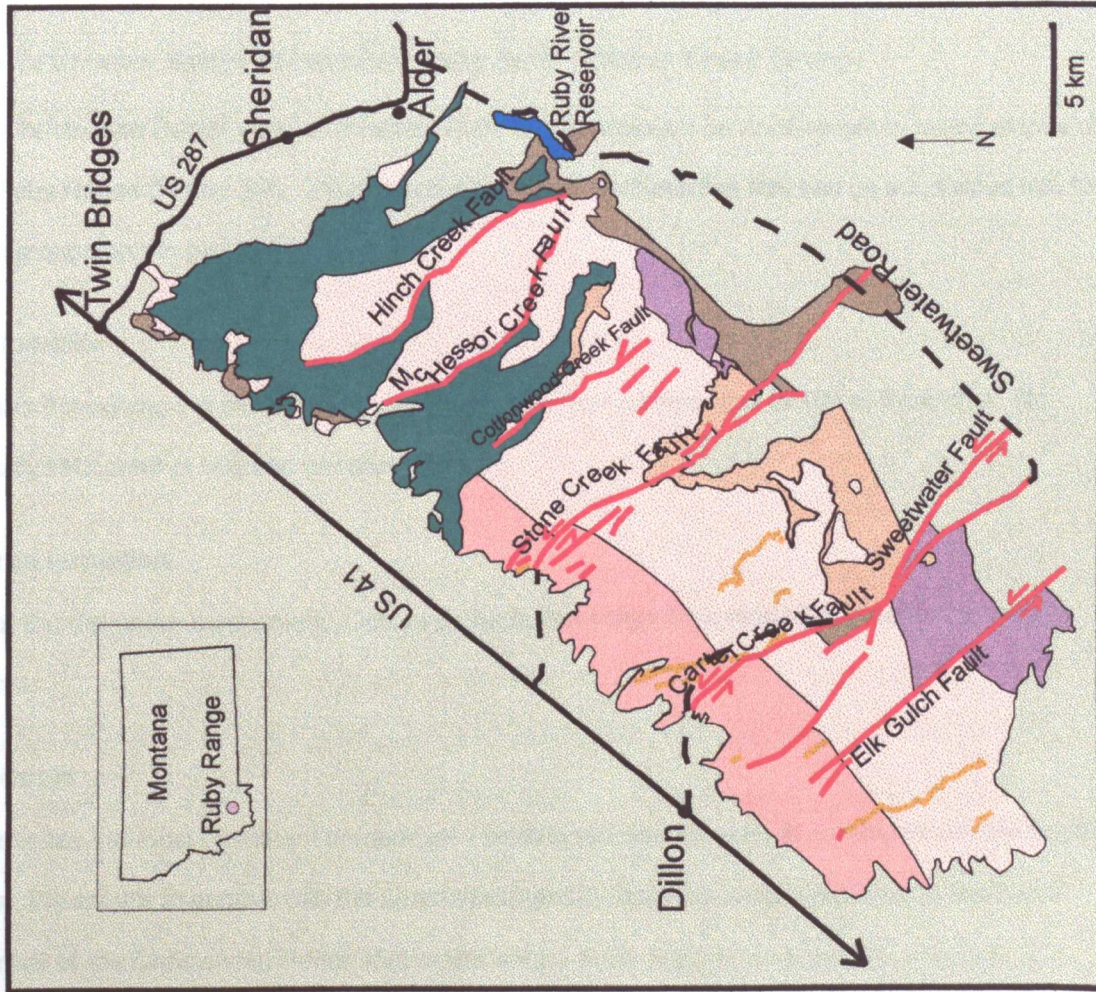 Twin Bridges
US 287
Sheridan
Alder
Ruby River
Reservoir
Hinch Creek Fault
McHessor Creek Fault
Cottonwood Creek Fault
Stone Creek Fault
Sweetwater Road
Sweetwater Fault
Carter Creek Fault
Elk Gulch Fault
US 41
Dillon
Montana
Ruby Range
N
5 km